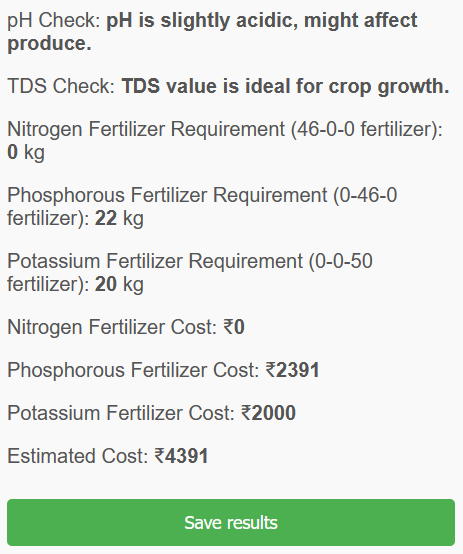 pH Check: pH is slightly acidic, might affect
produce.
TDS Check: TDS value is ideal for crop growth.
Nitrogen Fertilizer Requirement (46-0-0 fertilizer):
0 kg
Phosphorous Fertilizer Requirement (0-46-0
fertilizer): 22 kg
Potassium Fertilizer Requirement (0-0-50
fertilizer): 20 kg
Nitrogen Fertilizer Cost: ₹0
Phosphorous Fertilizer Cost: ₹2391
Potassium Fertilizer Cost: ₹2000
Estimated Cost: ₹4391
Save results